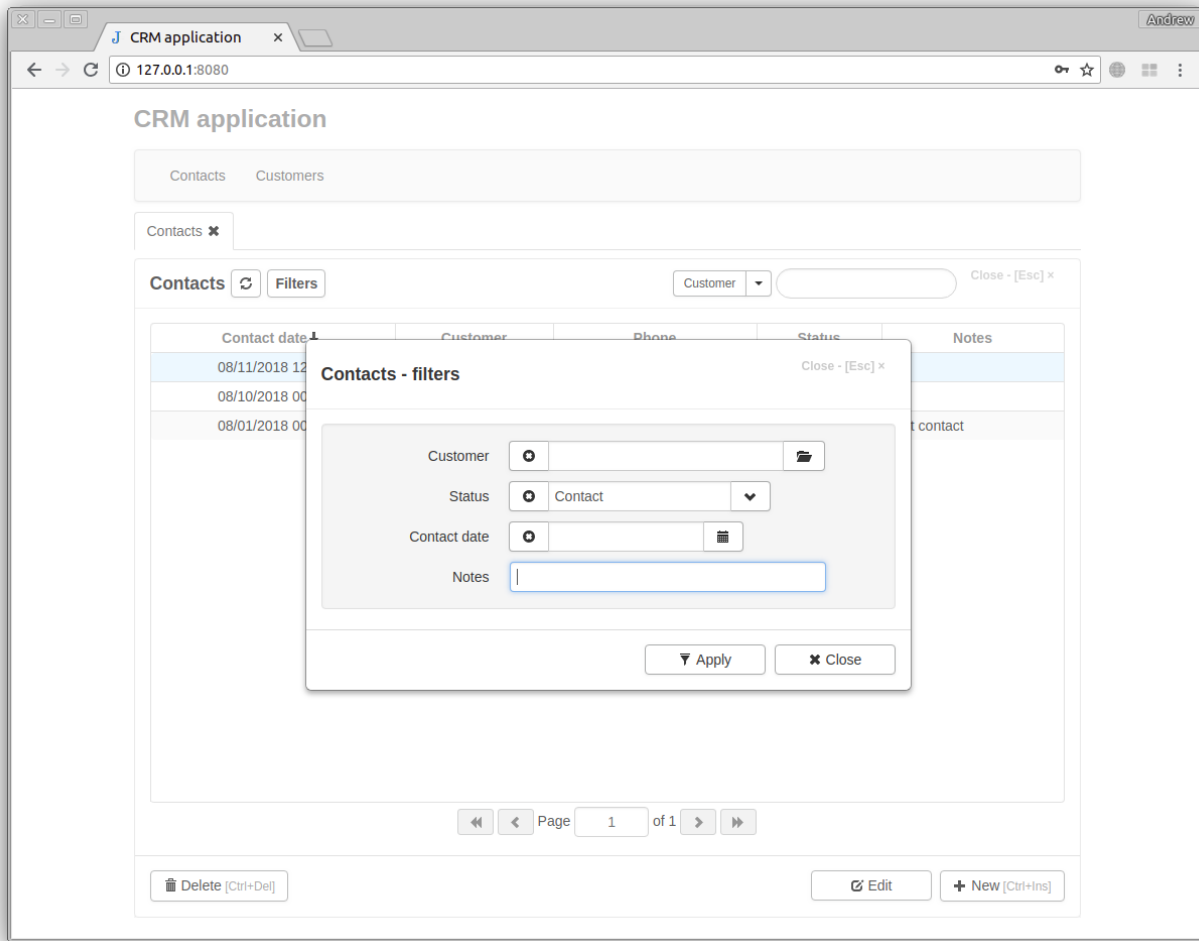 Andrew
CRM application
127.0.0.1:8080
CRM application
Contacts Customers
Contacts
Contacts Filters Customer Close - [Esc] ×
Contact date Customer Phone Status Notes
08/11/2018 12
08/10/2018 00
08/01/2018 00 t contact
Contacts - filters Close - [Esc] ×
Customer
Status Contact
Contact date
Notes
Apply Close
Page 1 of 1
Delete [Ctrl+Del] Edit New [Ctrl+Ins]